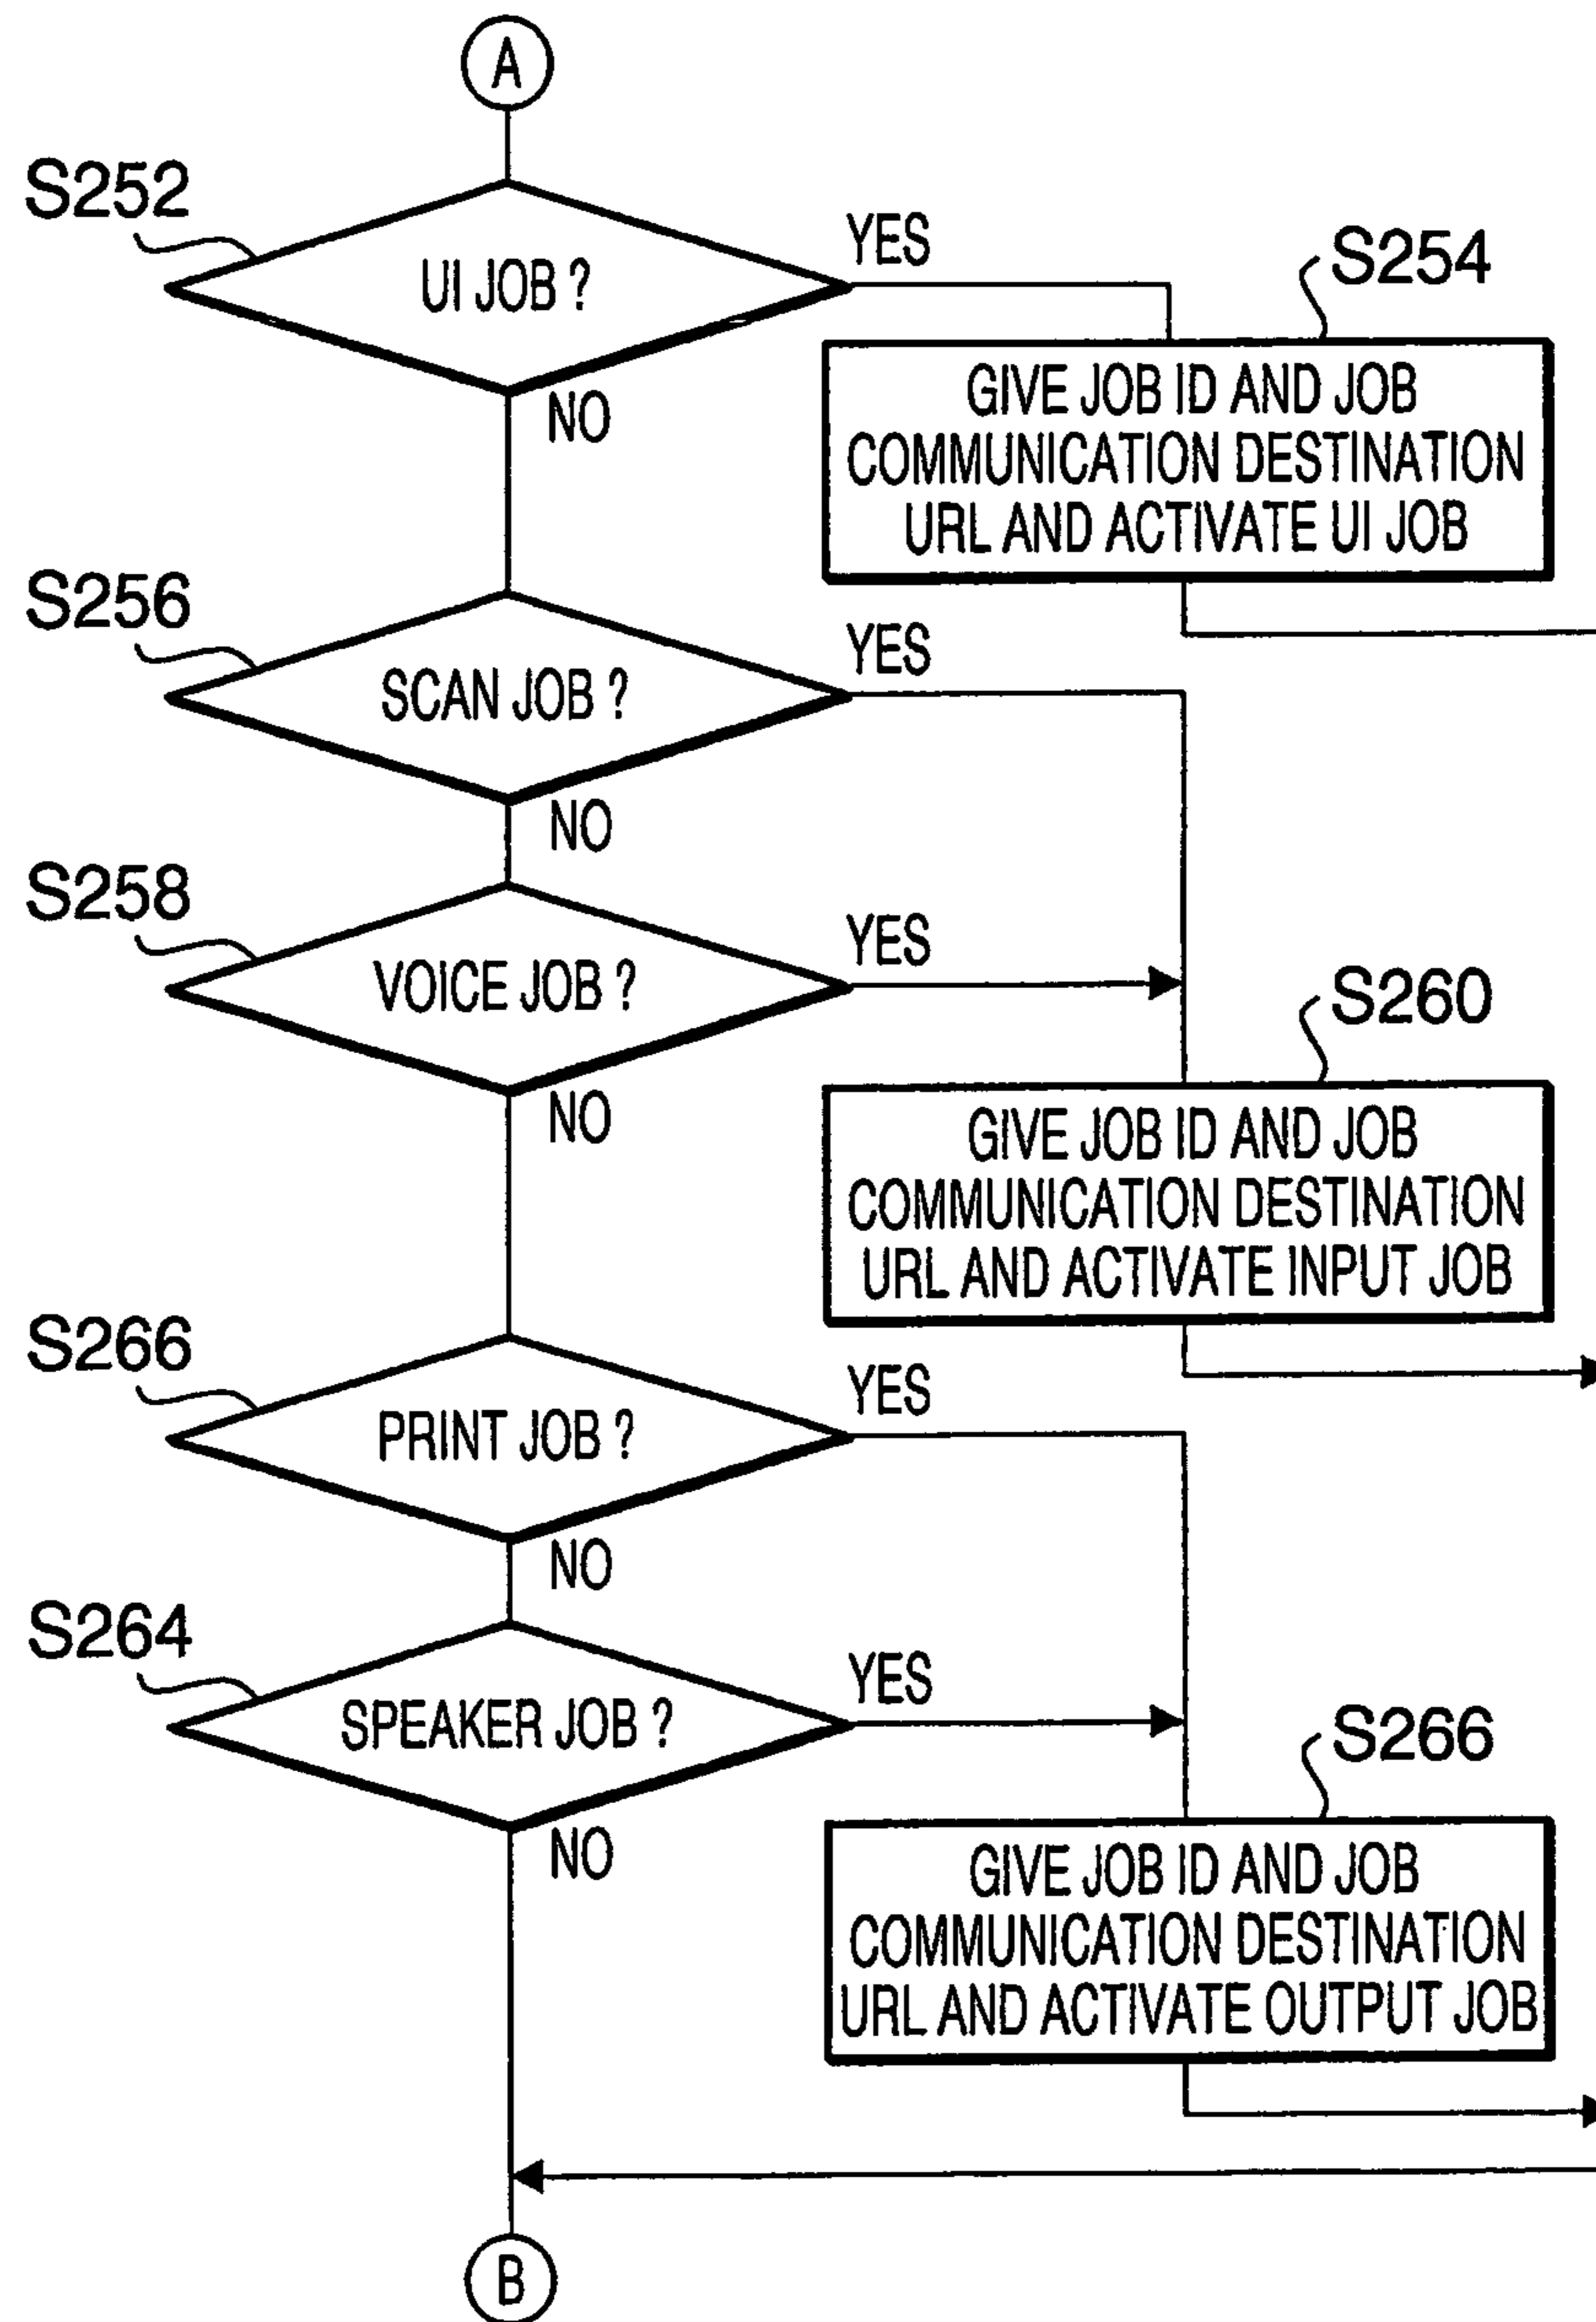 A
S252
UI JOB ?
YES
NO
S254
GIVE JOB ID AND JOB
COMMUNICATION DESTINATION
URL AND ACTIVATE UI JOB
S256
SCAN JOB ?
YES
NO
S258
VOICE JOB ?
YES
NO
S260
GIVE JOB ID AND JOB
COMMUNICATION DESTINATION
URL AND ACTIVATE INPUT JOB
S266
PRINT JOB ?
YES
NO
S264
SPEAKER JOB ?
YES
NO
S266
GIVE JOB ID AND JOB
COMMUNICATION DESTINATION
URL AND ACTIVATE OUTPUT JOB
B